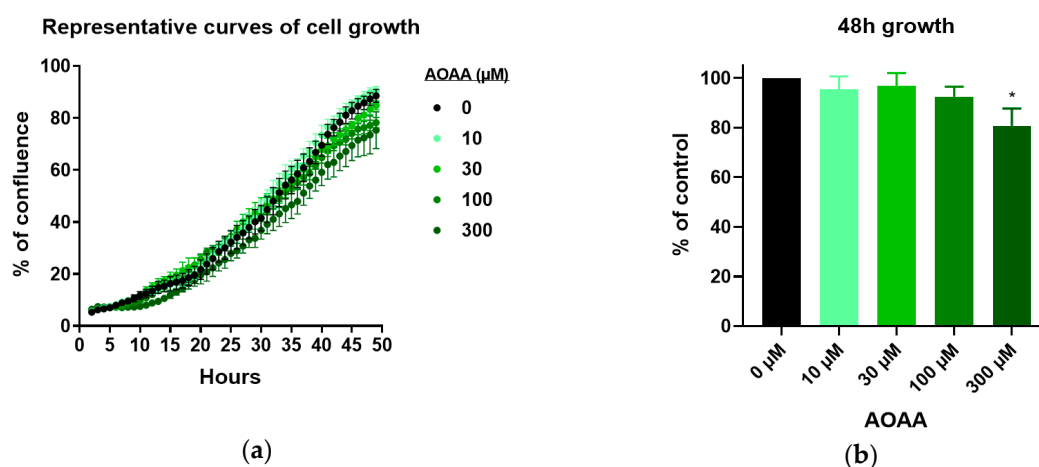 Representative curves of cell growth
% of confluence
100
80
60
40
20
0
0 5 10 15 20 25 30 35 40 45 50
Hours
AOAA (µM)
0
10
30
100
300
(a)
48h growth
% of control
100
80
60
40
20
0
*
0 µM 10 µM 30 µM 100 µM 300 µM
AOAA
(b)